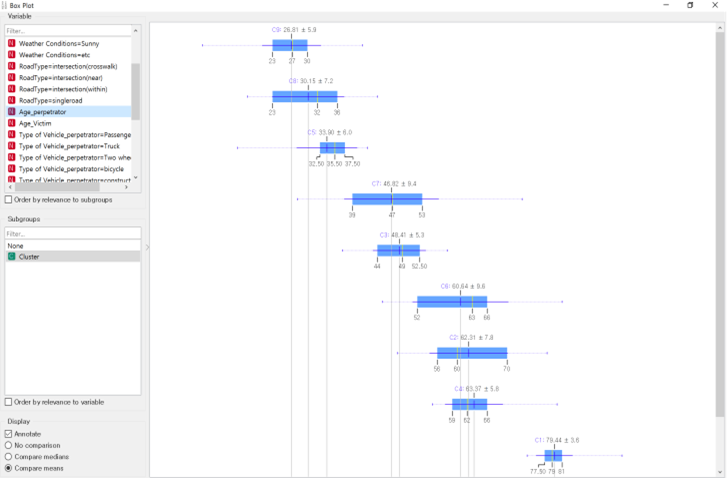 Box Plot
Variable
Filter...
Weather Conditions=Sunny
Weather Conditions=etc
RoadType=intersection(crosswalk)
RoadType=intersection(near)
RoadType=intersection(within)
RoadType=singleroad
Age_perpetrator
Age_Victim
Type of Vehicle_perpetrator=Passenge
Type of Vehicle_perpetrator=Truck
Type of Vehicle_perpetrator=Two whee
Type of Vehicle_perpetrator=bicycle
Type of Vehicle_perpetrator=construct
Order by relevance to subgroups
Subgroups
Filter...
None
Cluster
Order by relevance to variable
Display
Annotate
No comparison
Compare medians
Compare means
26.81 ± 5.9
23 27 30
30.15 ± 7.2
23 32 36
C5: 33.90 ± 6.0
32.50 35.50 37.50
C7: 46.82 ± 9.4
39 47 53
C3: 48.41 ± 5.3
44 49 52.50
60.64 ± 8.8
52 63 66
C2: 62.31 ± 7.8
56 60 70
C4: 63.37 ± 5.8
59 62 66
C1: 79.44 ± 3.6
77.50 79 81